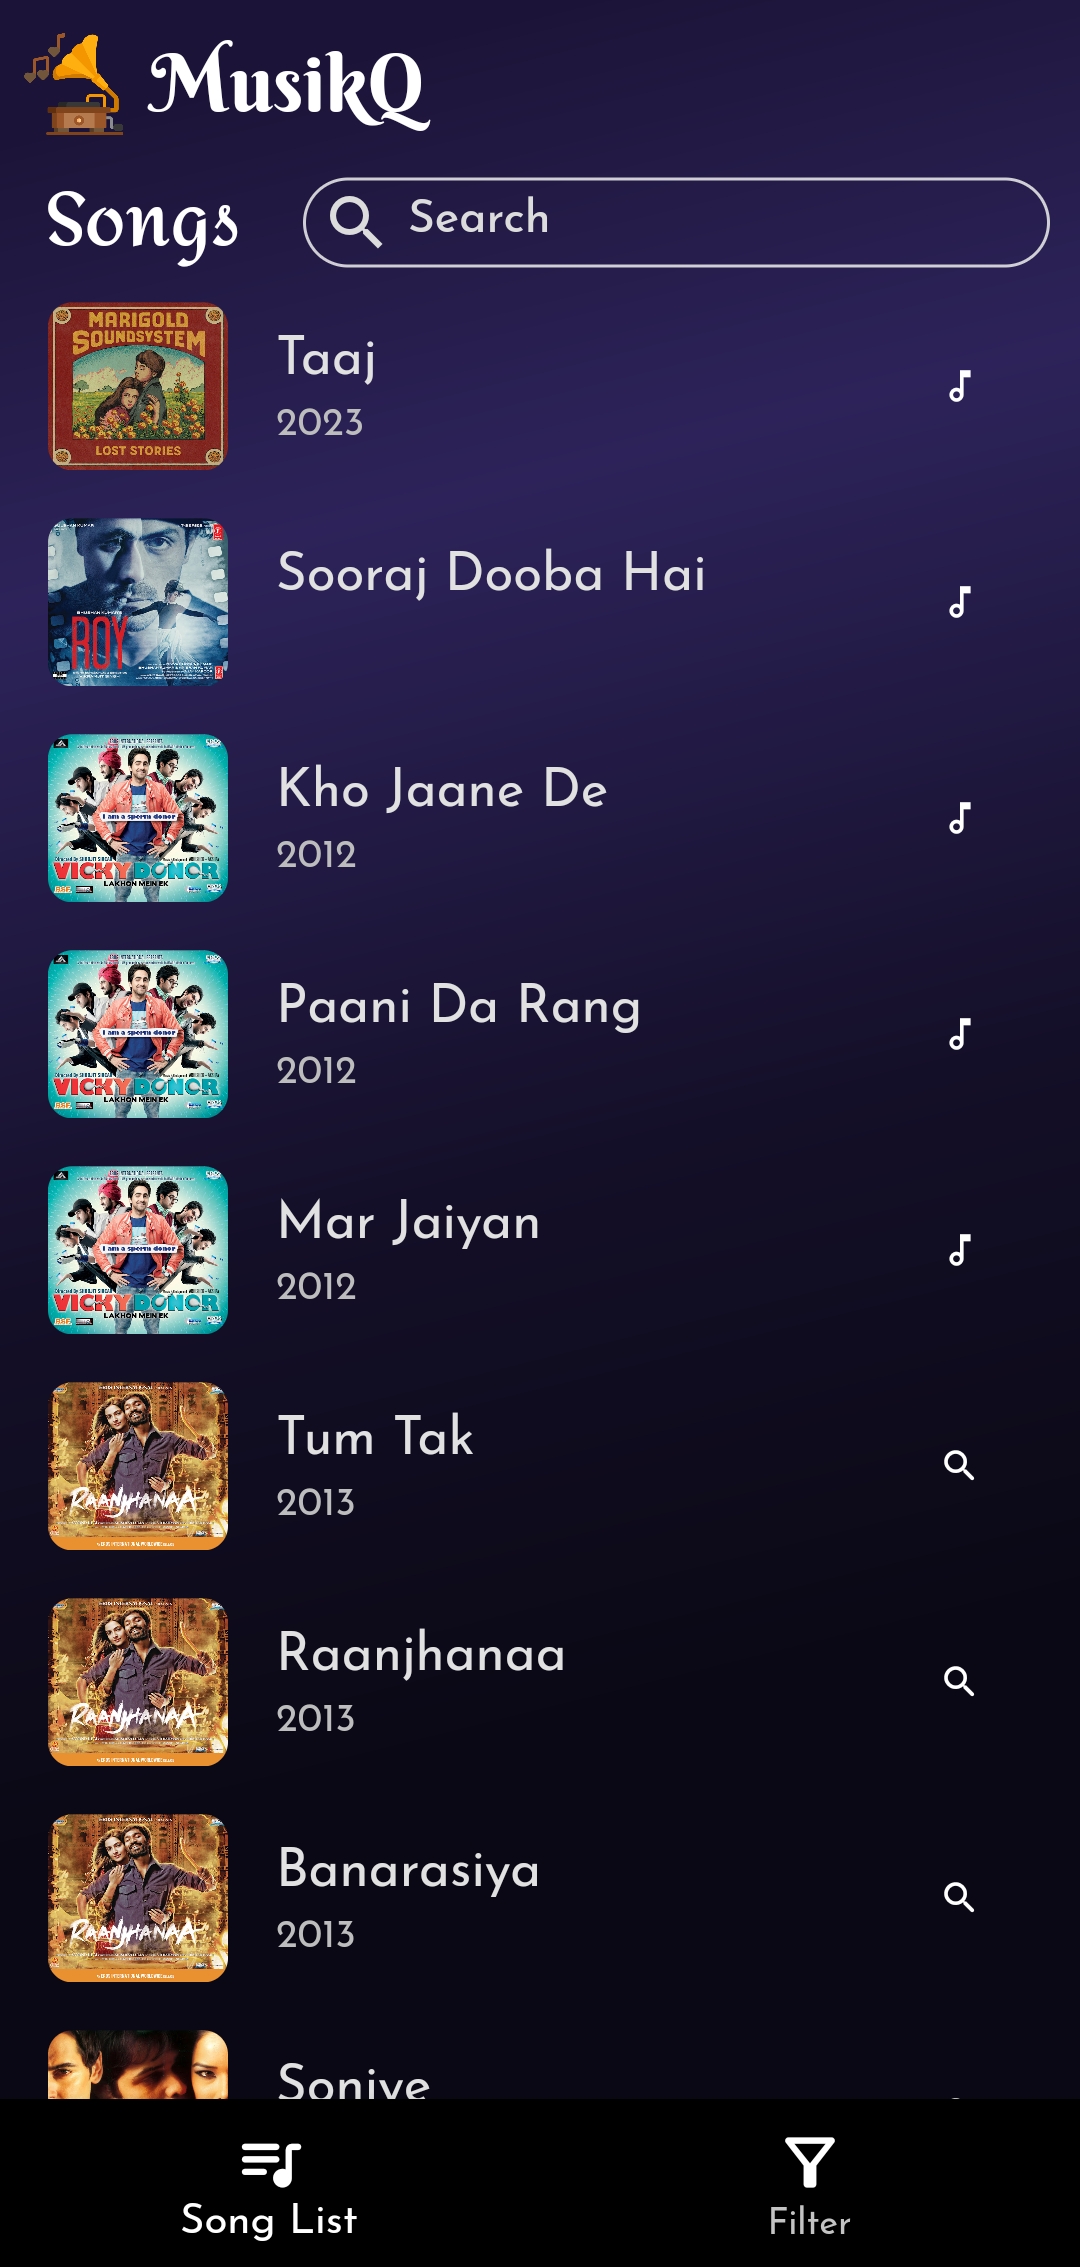 MusikQ
Songs
Search
MARIGOLD
SOUNDSYSTEM
LOST STORIES
Taaj
2023
ROY
Sooraj Dooba Hai
I am a sperm donor
VICKY DONOR
LAKHON MEIN EK
Kho Jaane De
2012
I am a sperm donor
VICKY DONOR
LAKHON MEIN EK
Paani Da Rang
2012
I am a sperm donor
VICKY DONOR
LAKHON MEIN EK
Mar Jaiyan
2012
RAANJHANAA
Tum Tak
2013
RAANJHANAA
Raanjhanaa
2013
RAANJHANAA
Banarasiya
2013
Soniye
Song List
Filter